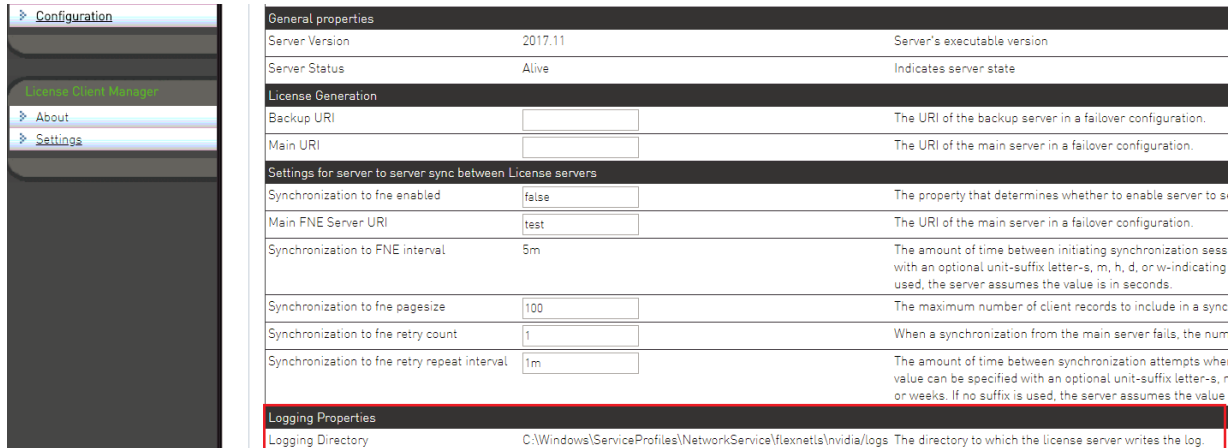 Configuration
License Client Manager
About
Settings
General properties
Server Version 2017.11 Server's executable version
Server Status Alive Indicates server state
License Generation
Backup URI The URI of the backup server in a failover configuration.
Main URI The URI of the main server in a failover configuration.
Settings for server to server sync between License servers
Synchronization to fne enabled false The property that determines whether to enable server to se
Main FNE Server URI test The URI of the main server in a failover configuration.
Synchronization to FNE interval 5m The amount of time between initiating synchronization sess
with an optional unit-suffix letter-s, m, h, d, or w-indicating
used, the server assumes the value is in seconds.
Synchronization to fne pagesize 100 The maximum number of client records to include in a sync
Synchronization to fne retry count 1 When a synchronization from the main server fails, the num
Synchronization to fne retry repeat interval 1m The amount of time between synchronization attempts whe
value can be specified with an optional unit-suffix letter-s, m
or weeks. If no suffix is used, the server assumes the value
Logging Properties
Logging Directory C:\Windows\ServiceProfiles\NetworkService\flexnetls\nvidia/logs The directory to which the license server writes the log.